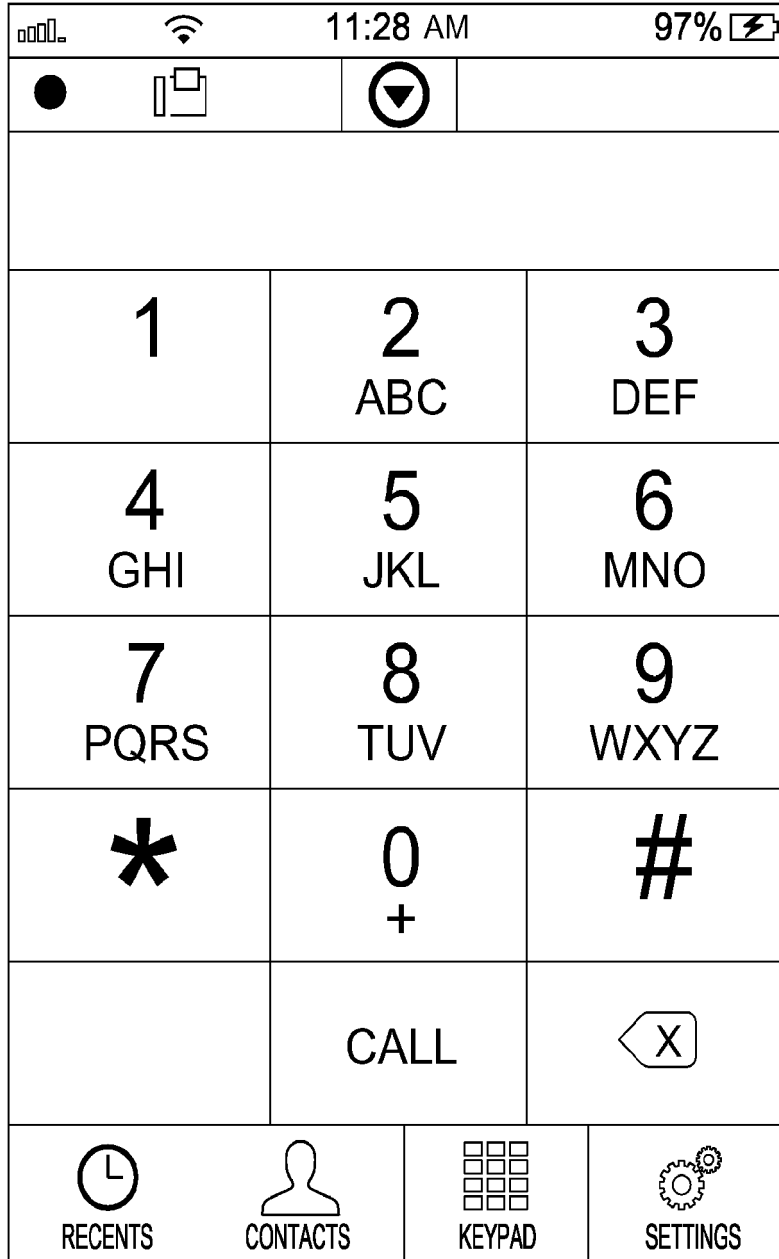 11:28 AM 97%
1 2 3
ABC DEF
4 5 6
GHI JKL MNO
7 8 9
PQRS TUV WXYZ
* 0 #
+
CALL X
RECENTS CONTACTS KEYPAD SETTINGS